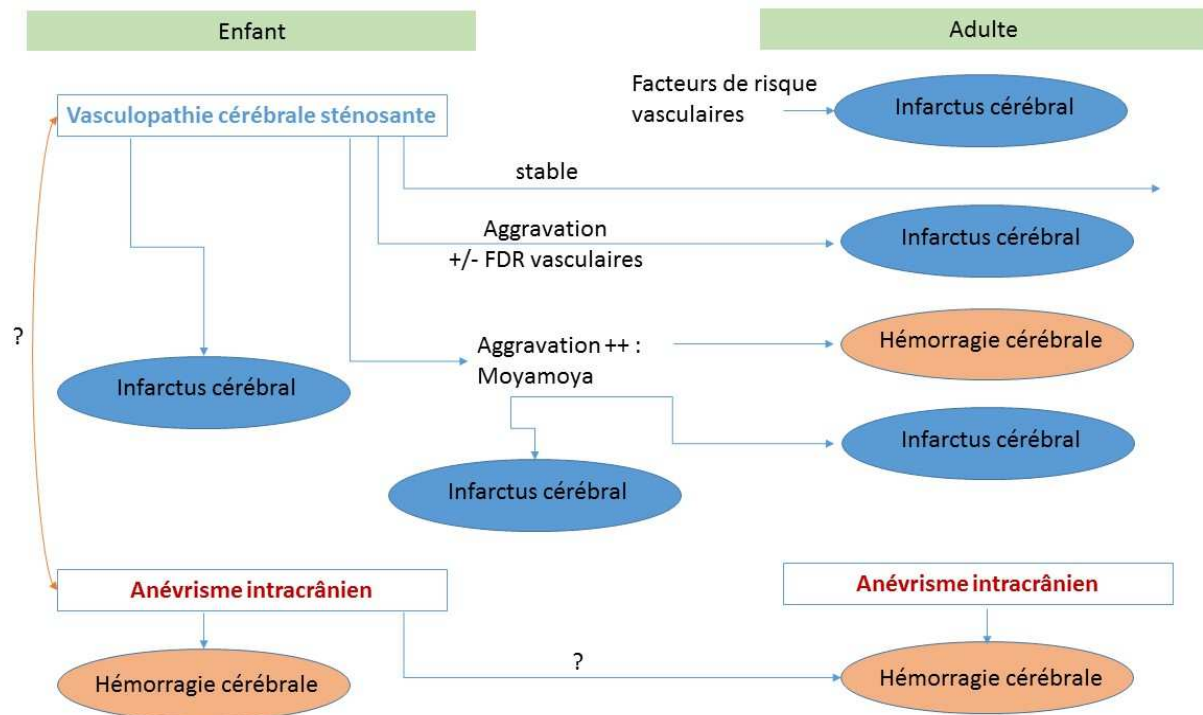 Enfant
Adulte
Facteurs de risque
vasculaires
Infarctus cérébral
Vasculopathie cérébrale sténosante
stable
Aggravation
+/- FDR vasculaires
Infarctus cérébral
?
Infarctus cérébral
Aggravation ++ :
Moyamoya
Hémorragie cérébrale
Infarctus cérébral
Infarctus cérébral
Anévrisme intracrânien
Anévrisme intracrânien
Hémorragie cérébrale
?
Hémorragie cérébrale